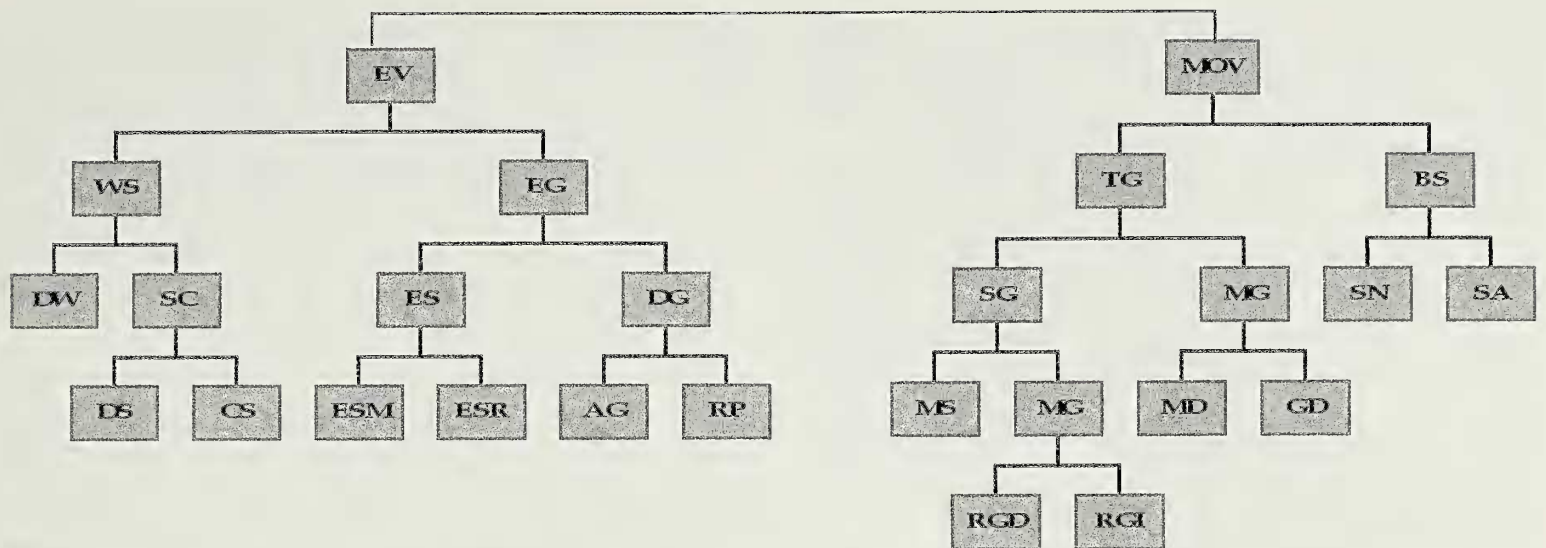 EV MOV
WS EG TG BS
DW SC ES DG SG MG SN SA
DS CS ESM ESR AG RP MS MG MD GD
RGD RGI